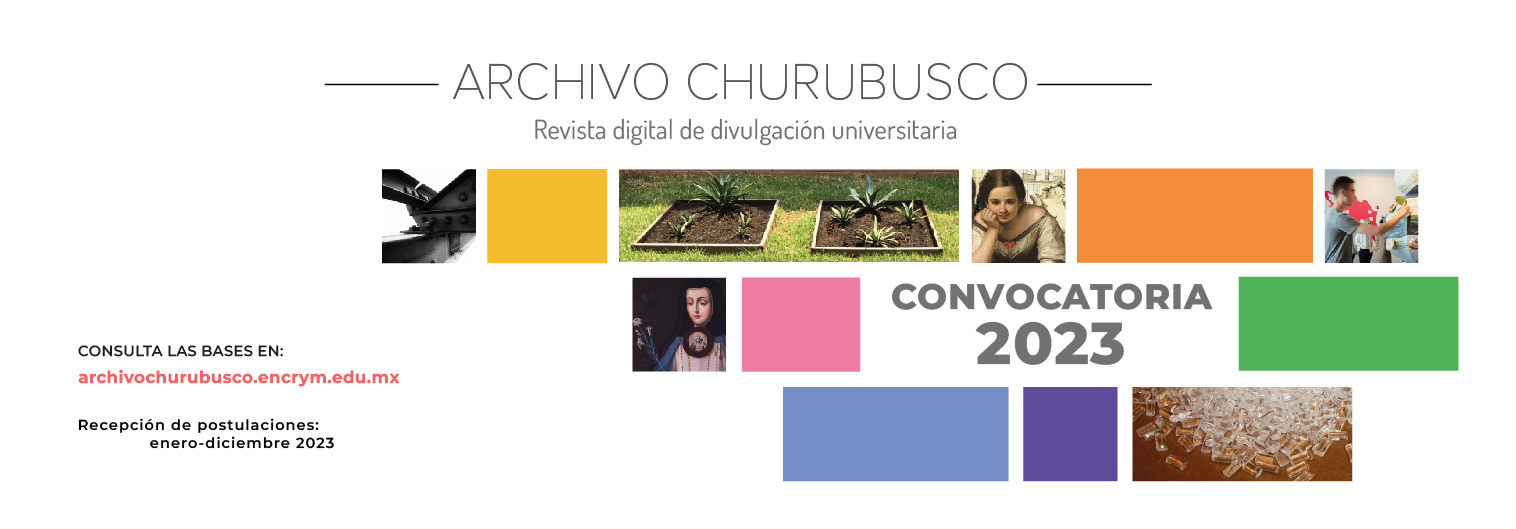 ARCHIVO CHURUBUSCO
Revista digital de divulgación universitaria
CONVOCATORIA
2023
CONSULTA LAS BASES EN:
archivochurubusco.encrym.edu.mx
Recepción de postulaciones:
enero-diciembre 2023